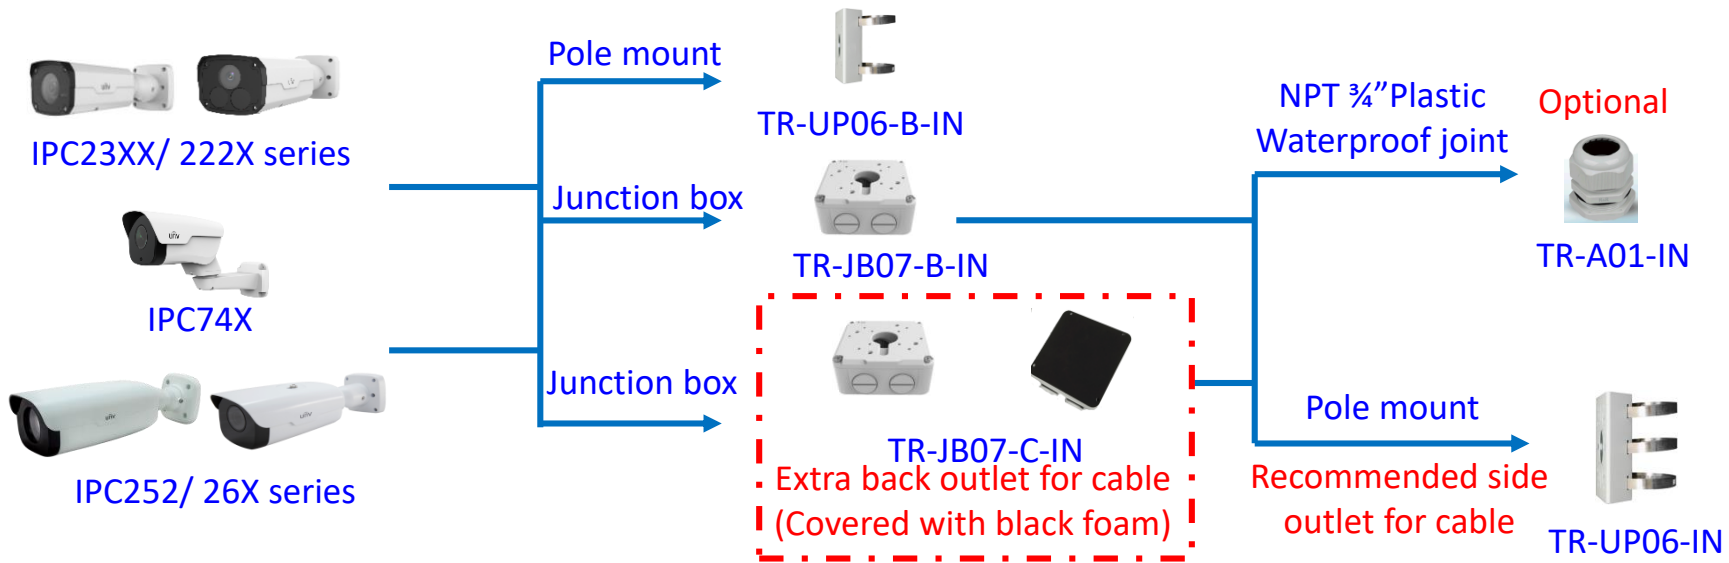 IPC23XX/ 222X series
IPC74X
IPC252/ 26X series
Pole mount
TR-UP06-B-IN
Junction box
TR-JB07-B-IN
Junction box
TR-JB07-C-IN
Extra back outlet for cable
(Covered with black foam)
NPT ¾”Plastic
Waterproof joint
Optional
TR-A01-IN
Pole mount
Recommended side
outlet for cable
TR-UP06-IN